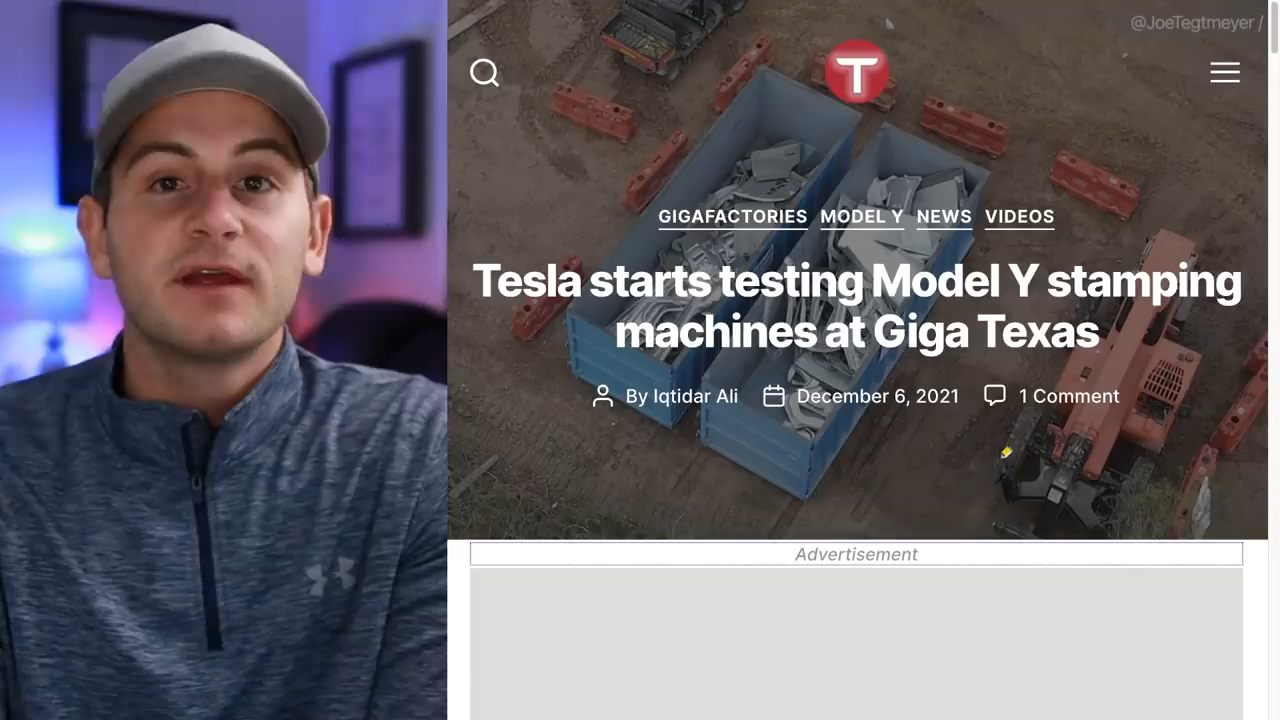 @JoeTegtmeyer /
T
GIGAFACTORIES MODEL Y NEWS VIDEOS
Tesla starts testing Model Y stamping
machines at Giga Texas
By Iqtidar Ali December 6, 2021 1 Comment
Advertisement